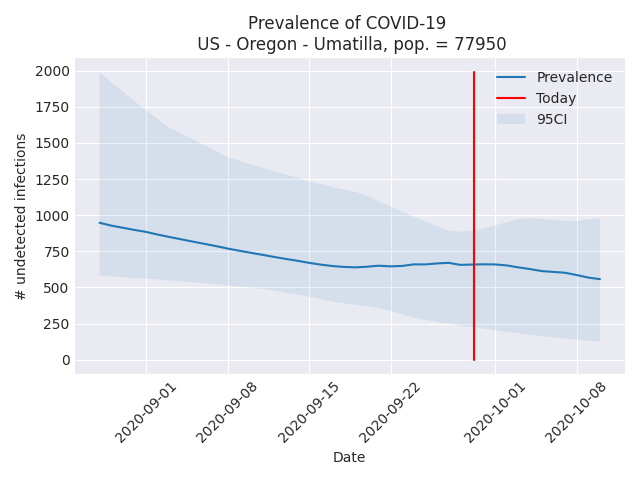 Prevalence of COVID-19
US - Oregon - Umatilla, pop. = 77950
Prevalence
Today
95CI
# undetected infections
2000
1750
1500
1250
1000
750
500
250
0
2020-09-01
2020-09-08
2020-09-15
2020-09-22
2020-10-01
2020-10-08
Date